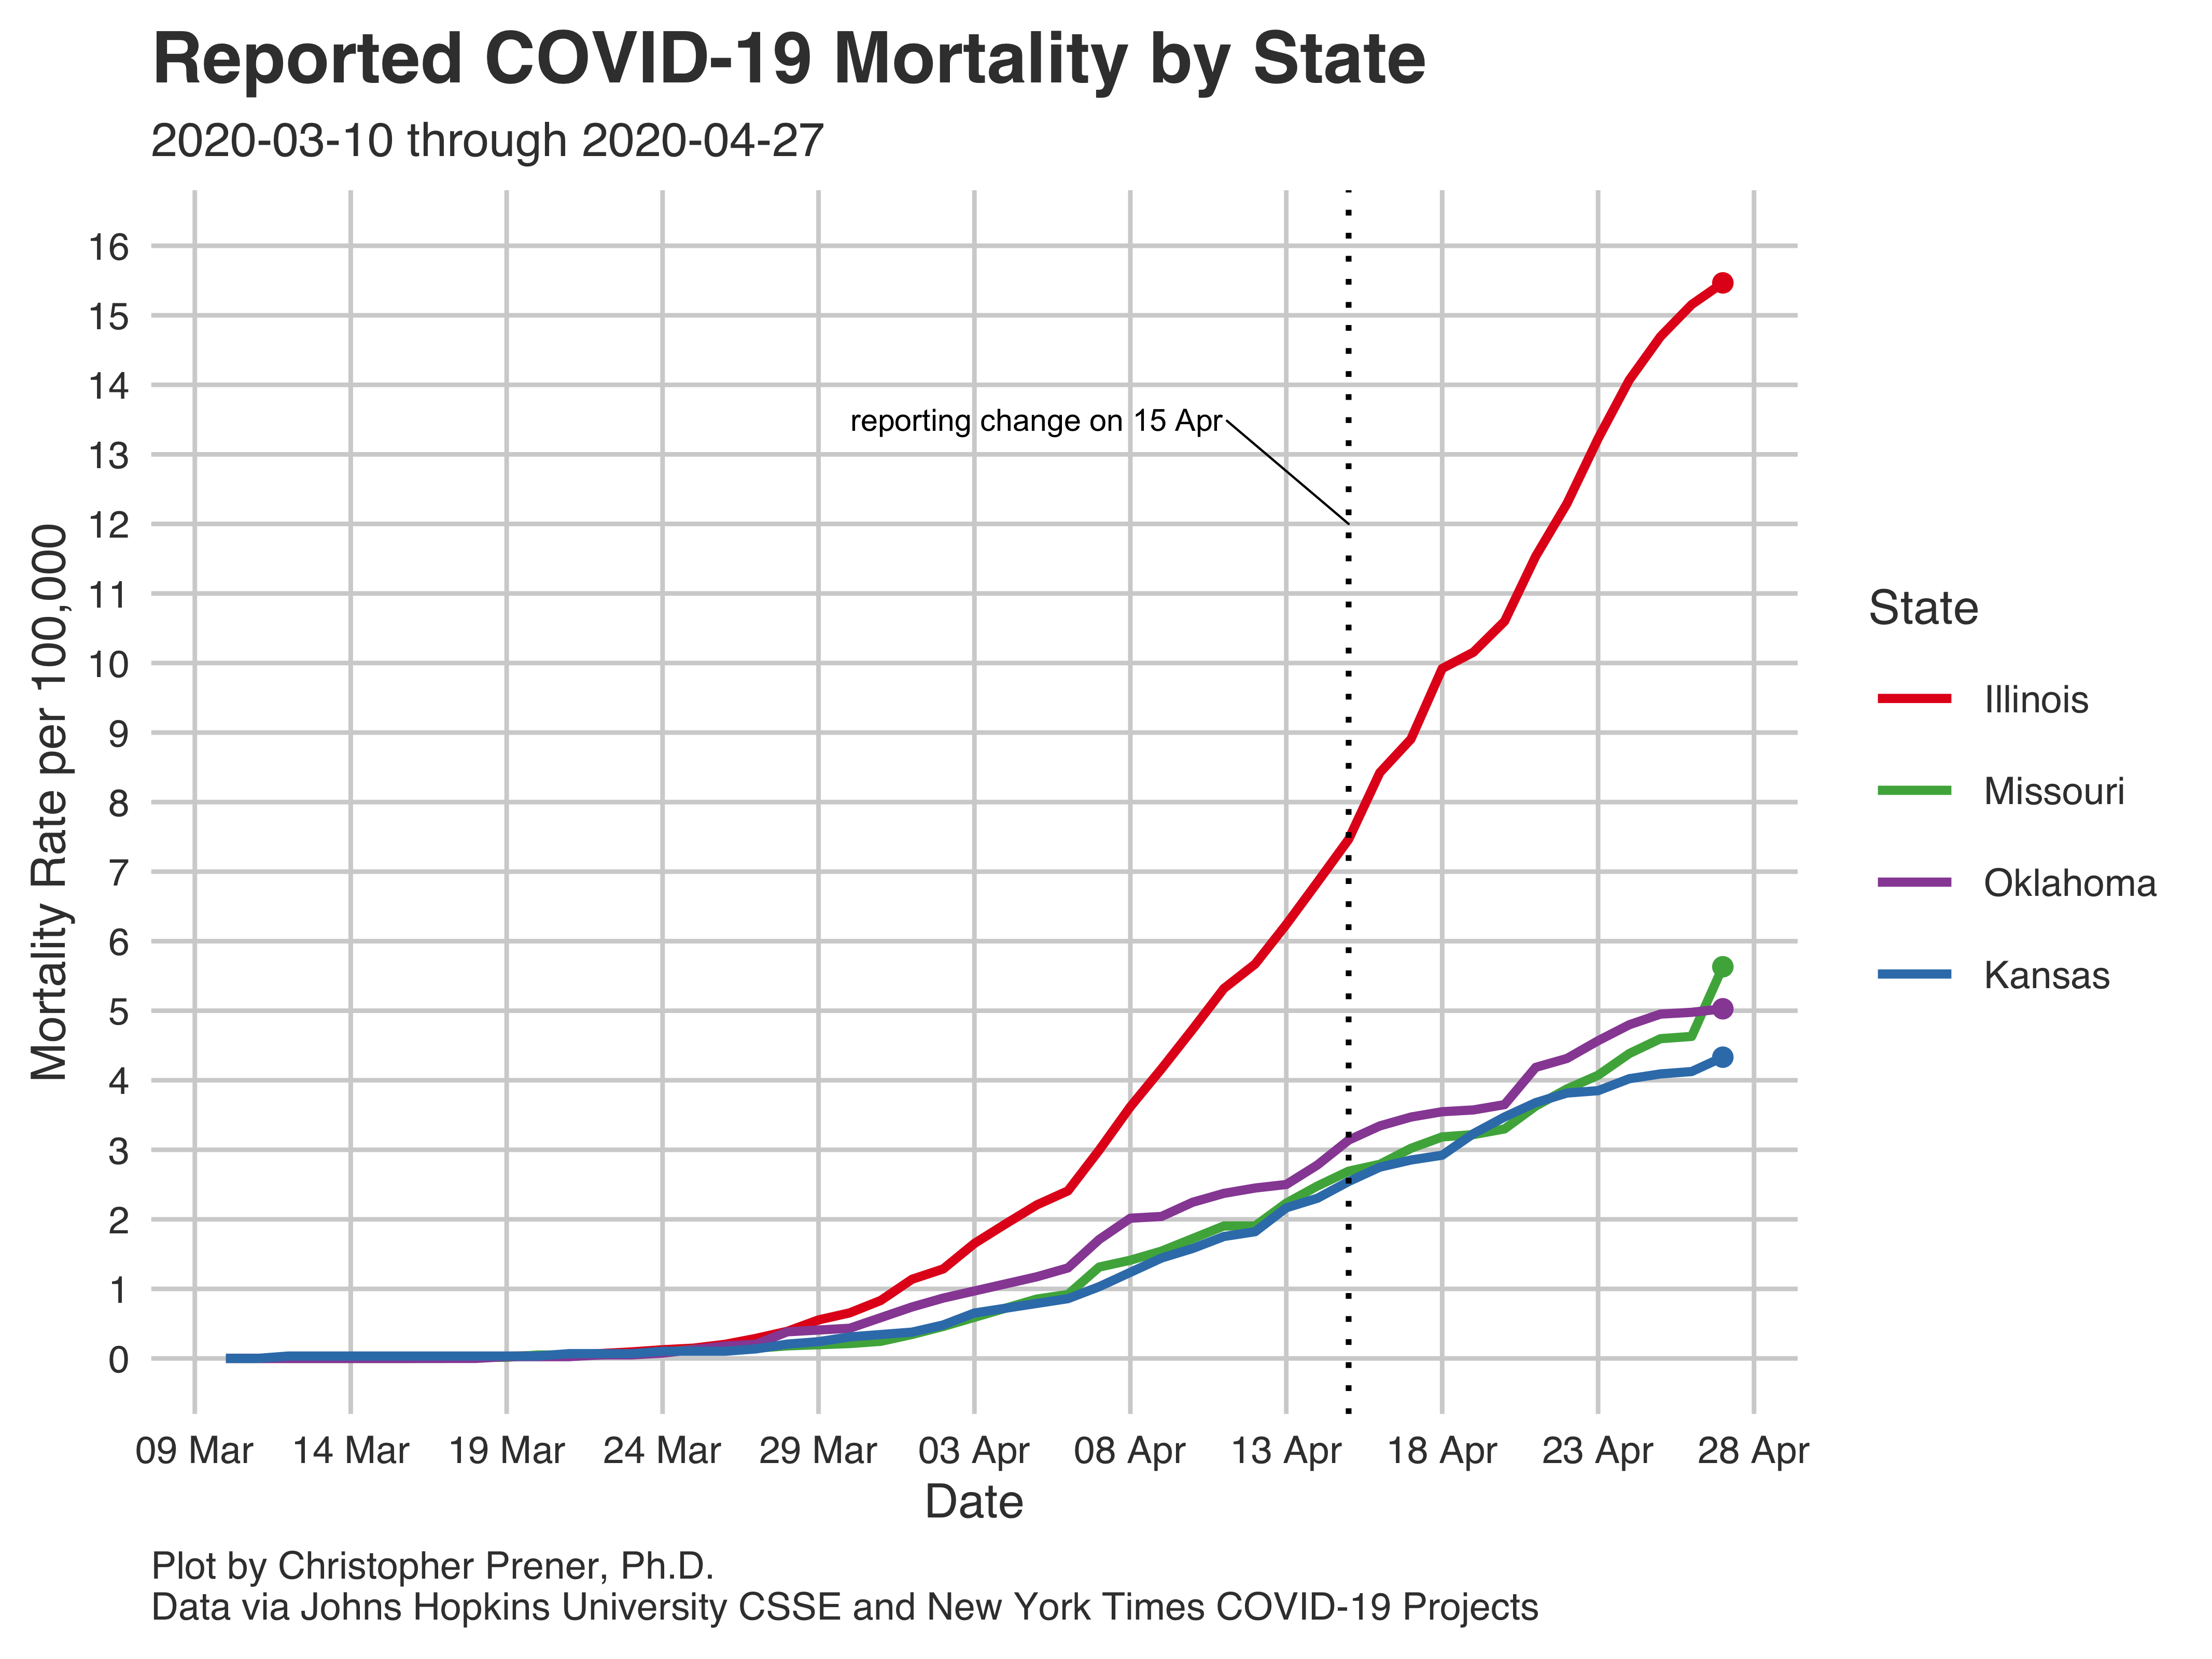 Reported COVID-19 Mortality by State
2020-03-10 through 2020-04-27
Mortality Rate per 100,000
16
15
14
13
12
11
10
9
8
7
6
5
4
3
2
1
0
reporting change on 15 Apr
State
Illinois
Missouri
Oklahoma
Kansas
09 Mar 14 Mar 19 Mar 24 Mar 29 Mar 03 Apr 08 Apr 13 Apr 18 Apr 23 Apr 28 Apr
Date
Plot by Christopher Prener, Ph.D.
Data via Johns Hopkins University CSSE and New York Times COVID-19 Projects